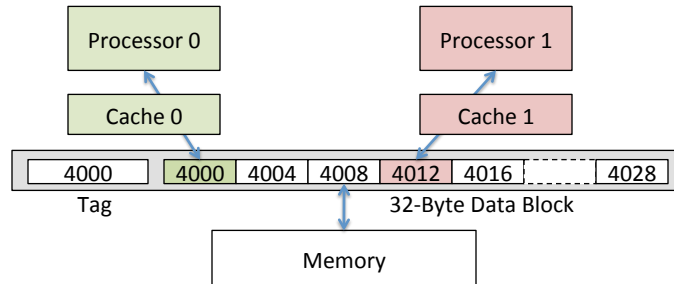 Processor 0 Processor 1
Cache 0 Cache 1
4000 4000 4004 4008 4012 4016 4028
Tag 32-Byte Data Block
Memory